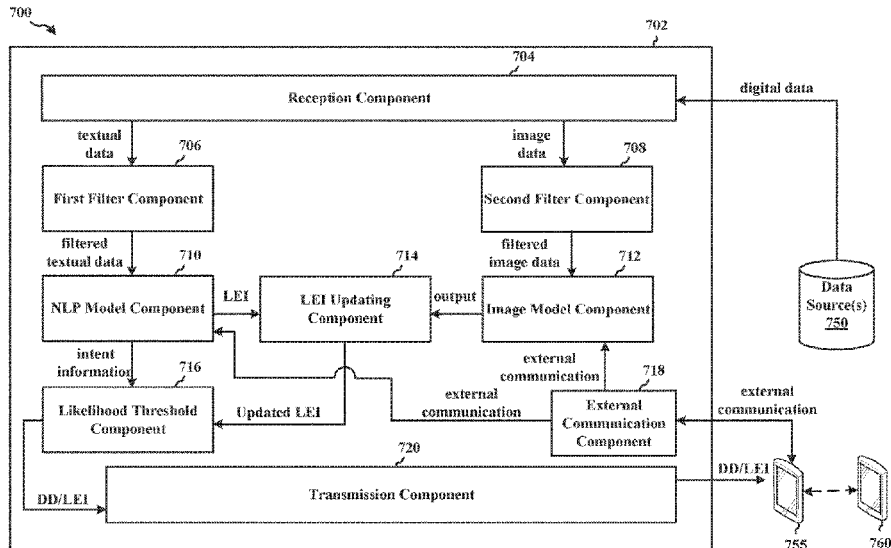 700
702
704
Reception Component
digital data
textual
data
706
image
data
708
First Filter Component
Second Filter Component
filtered
textual data
710
714
filtered
image data
712
NLP Model Component
LEI
LEI Updating
Component
output
Image Model Component
Data
Source(s)
750
intent
information
716
external
communication
718
Likelihood Threshold
Component
Updated LEI
external
communication
External
Communication
Component
external
communication
720
DD/LEI
Transmission Component
DD/LEI
755
760